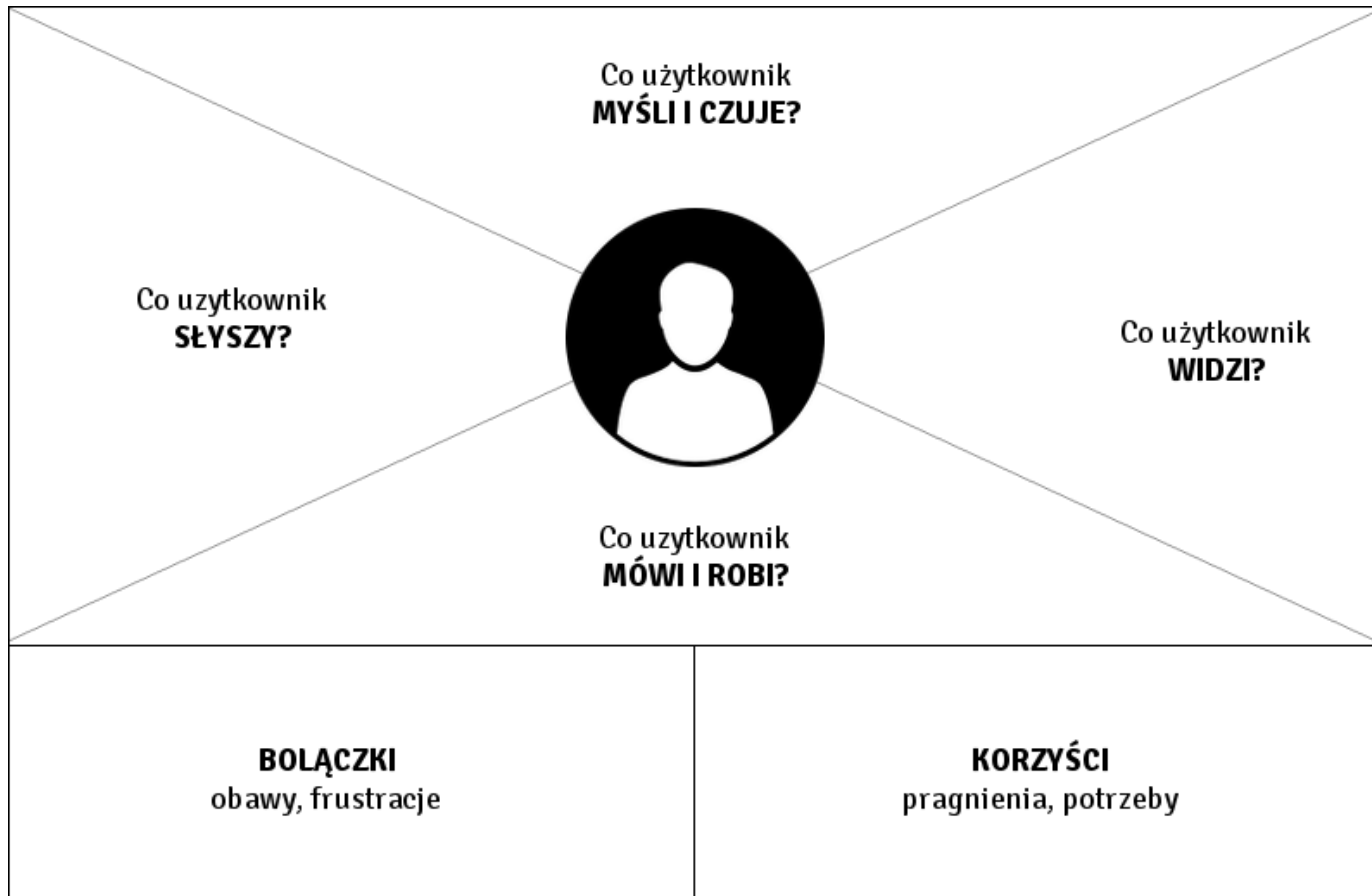 Co użytkownik
MYŚLI I CZUJE?
Co uzytkownik
SŁYSZY?
Co użytkownik
WIDZI?
Co uzytkownik
MÓWI I ROBI?
BOLĄCZKI
obawy, frustracje
KORZYŚCI
pragnienia, potrzeby